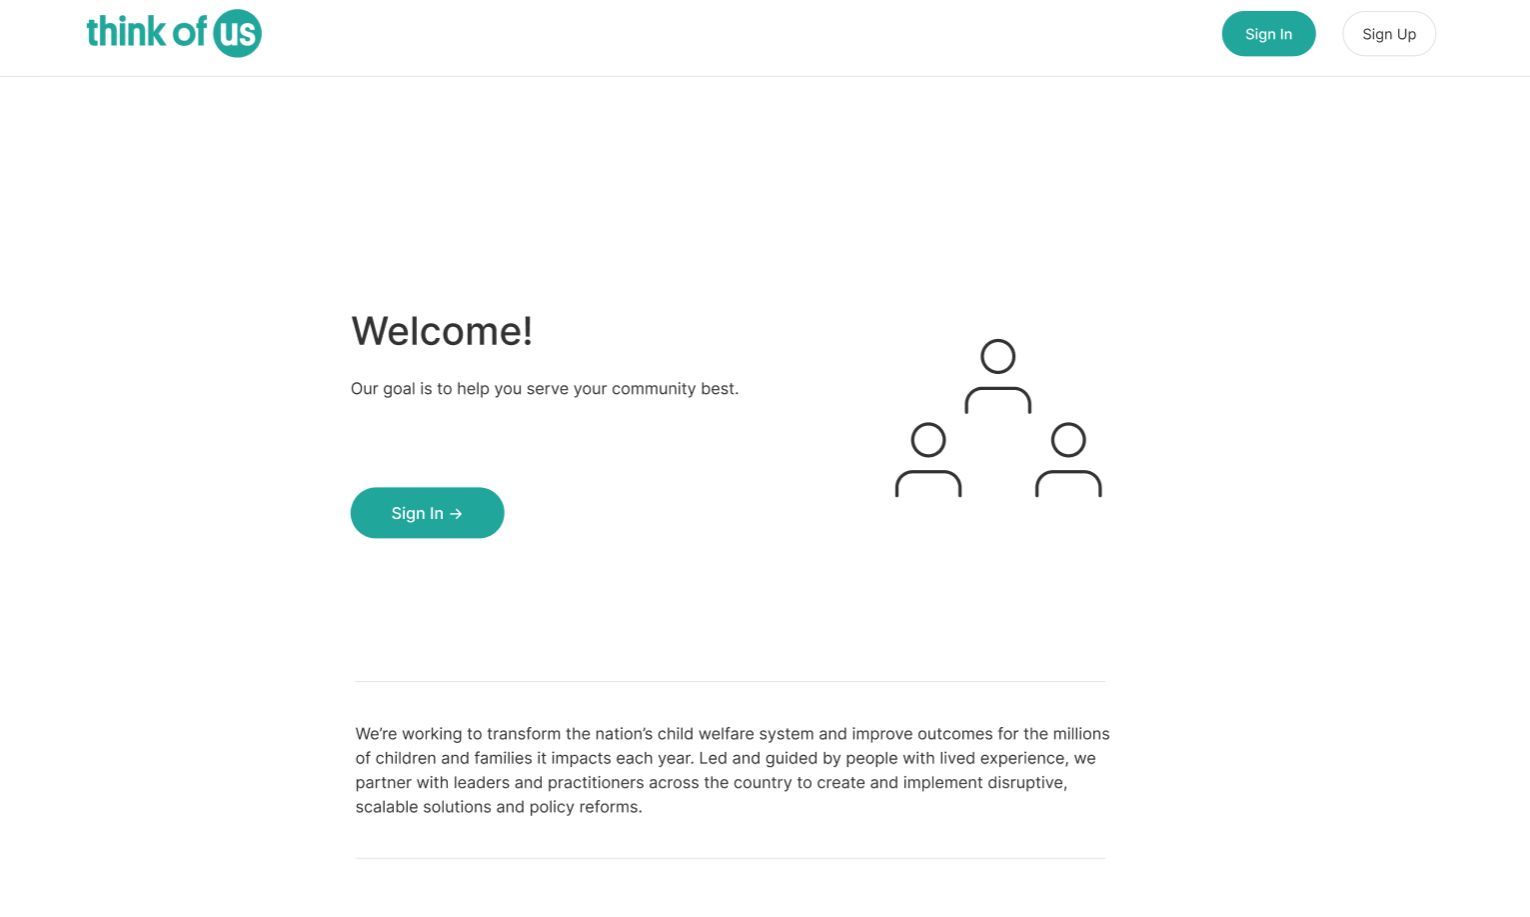 think of us
Sign In
Sign Up
Welcome!
Our goal is to help you serve your community best.
Sign In →
We’re working to transform the nation’s child welfare system and improve outcomes for the millions
of children and families it impacts each year. Led and guided by people with lived experience, we
partner with leaders and practitioners across the country to create and implement disruptive,
scalable solutions and policy reforms.